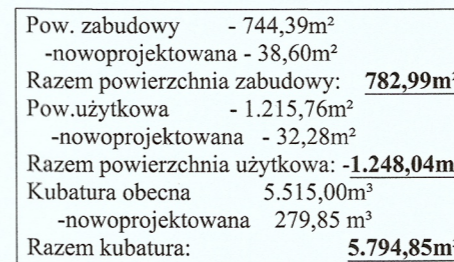 Pow. zabudowy - 744,39m²
-nowoprojektowana - 38,60m²
Razem powierzchnia zabudowy: 782,99m²
Pow.użytkowa - 1.215,76m²
-nowoprojektowana - 32,28m²
Razem powierzchnia użytkowa: -1.248,04m
Kubatura obecna 5.515,00m³
-nowoprojektowana 279,85 m³
Razem kubatura: 5.794,85m³